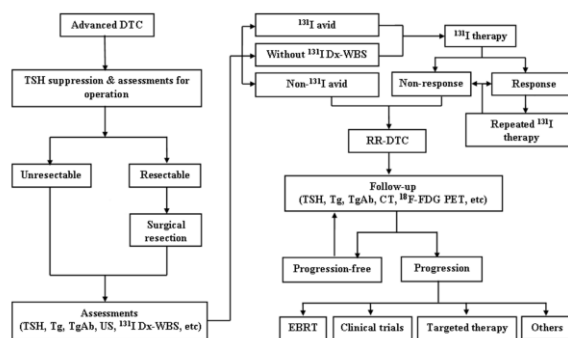 Advanced DTC
TSH suppression & assessments for
operation
Unresectable
Resectable
Surgical
resection
Assessments
(TSH, Tg, TgAb, US, ¹³¹I Dx-WBS, etc)
¹³¹I avid
Without ¹³¹I Dx-WBS
Non-¹³¹I avid
¹³¹I therapy
Non-response
Response
Repeated ¹³¹I
therapy
RR-DTC
Follow-up
(TSH, Tg, TgAb, CT, ¹⁸F-FDG PET, etc)
Progression-free
Progression
EBRT
Clinical trials
Targeted therapy
Others